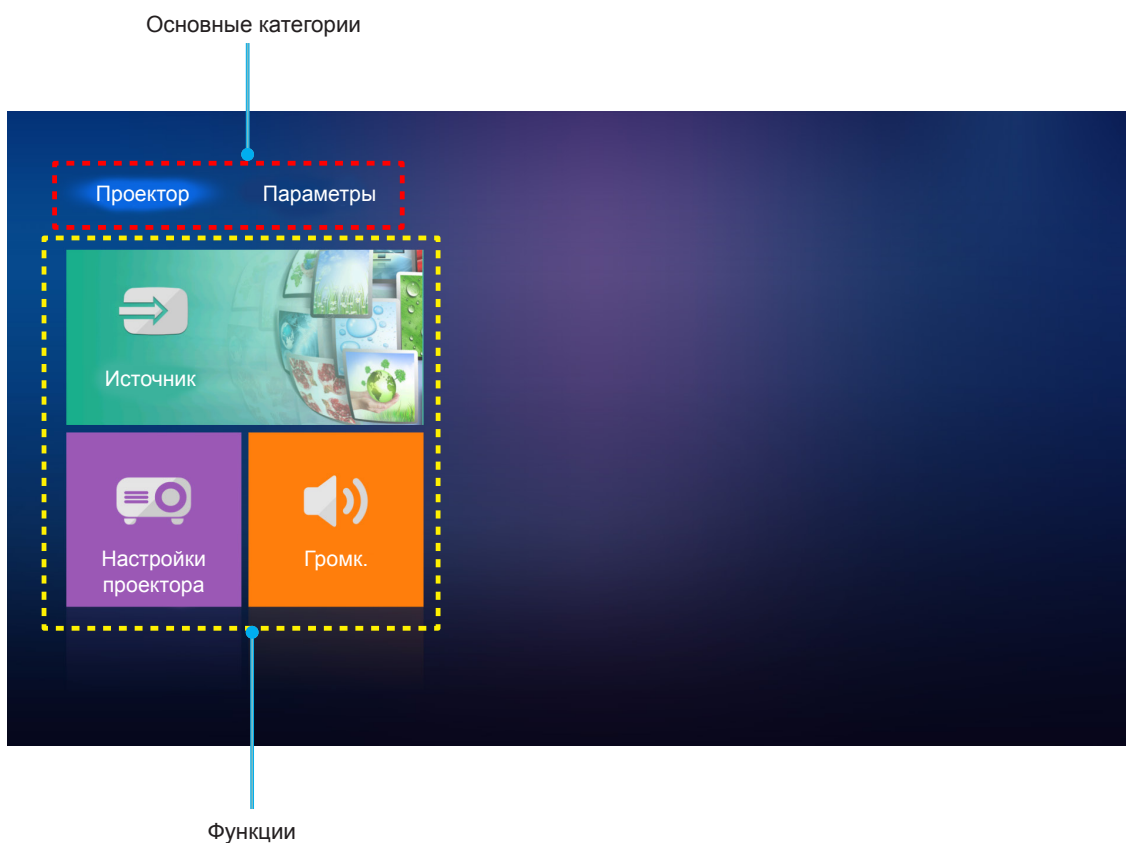 Основные категории
Проектор Параметры
Источник
Настройки
проектора
Громк.
Функции